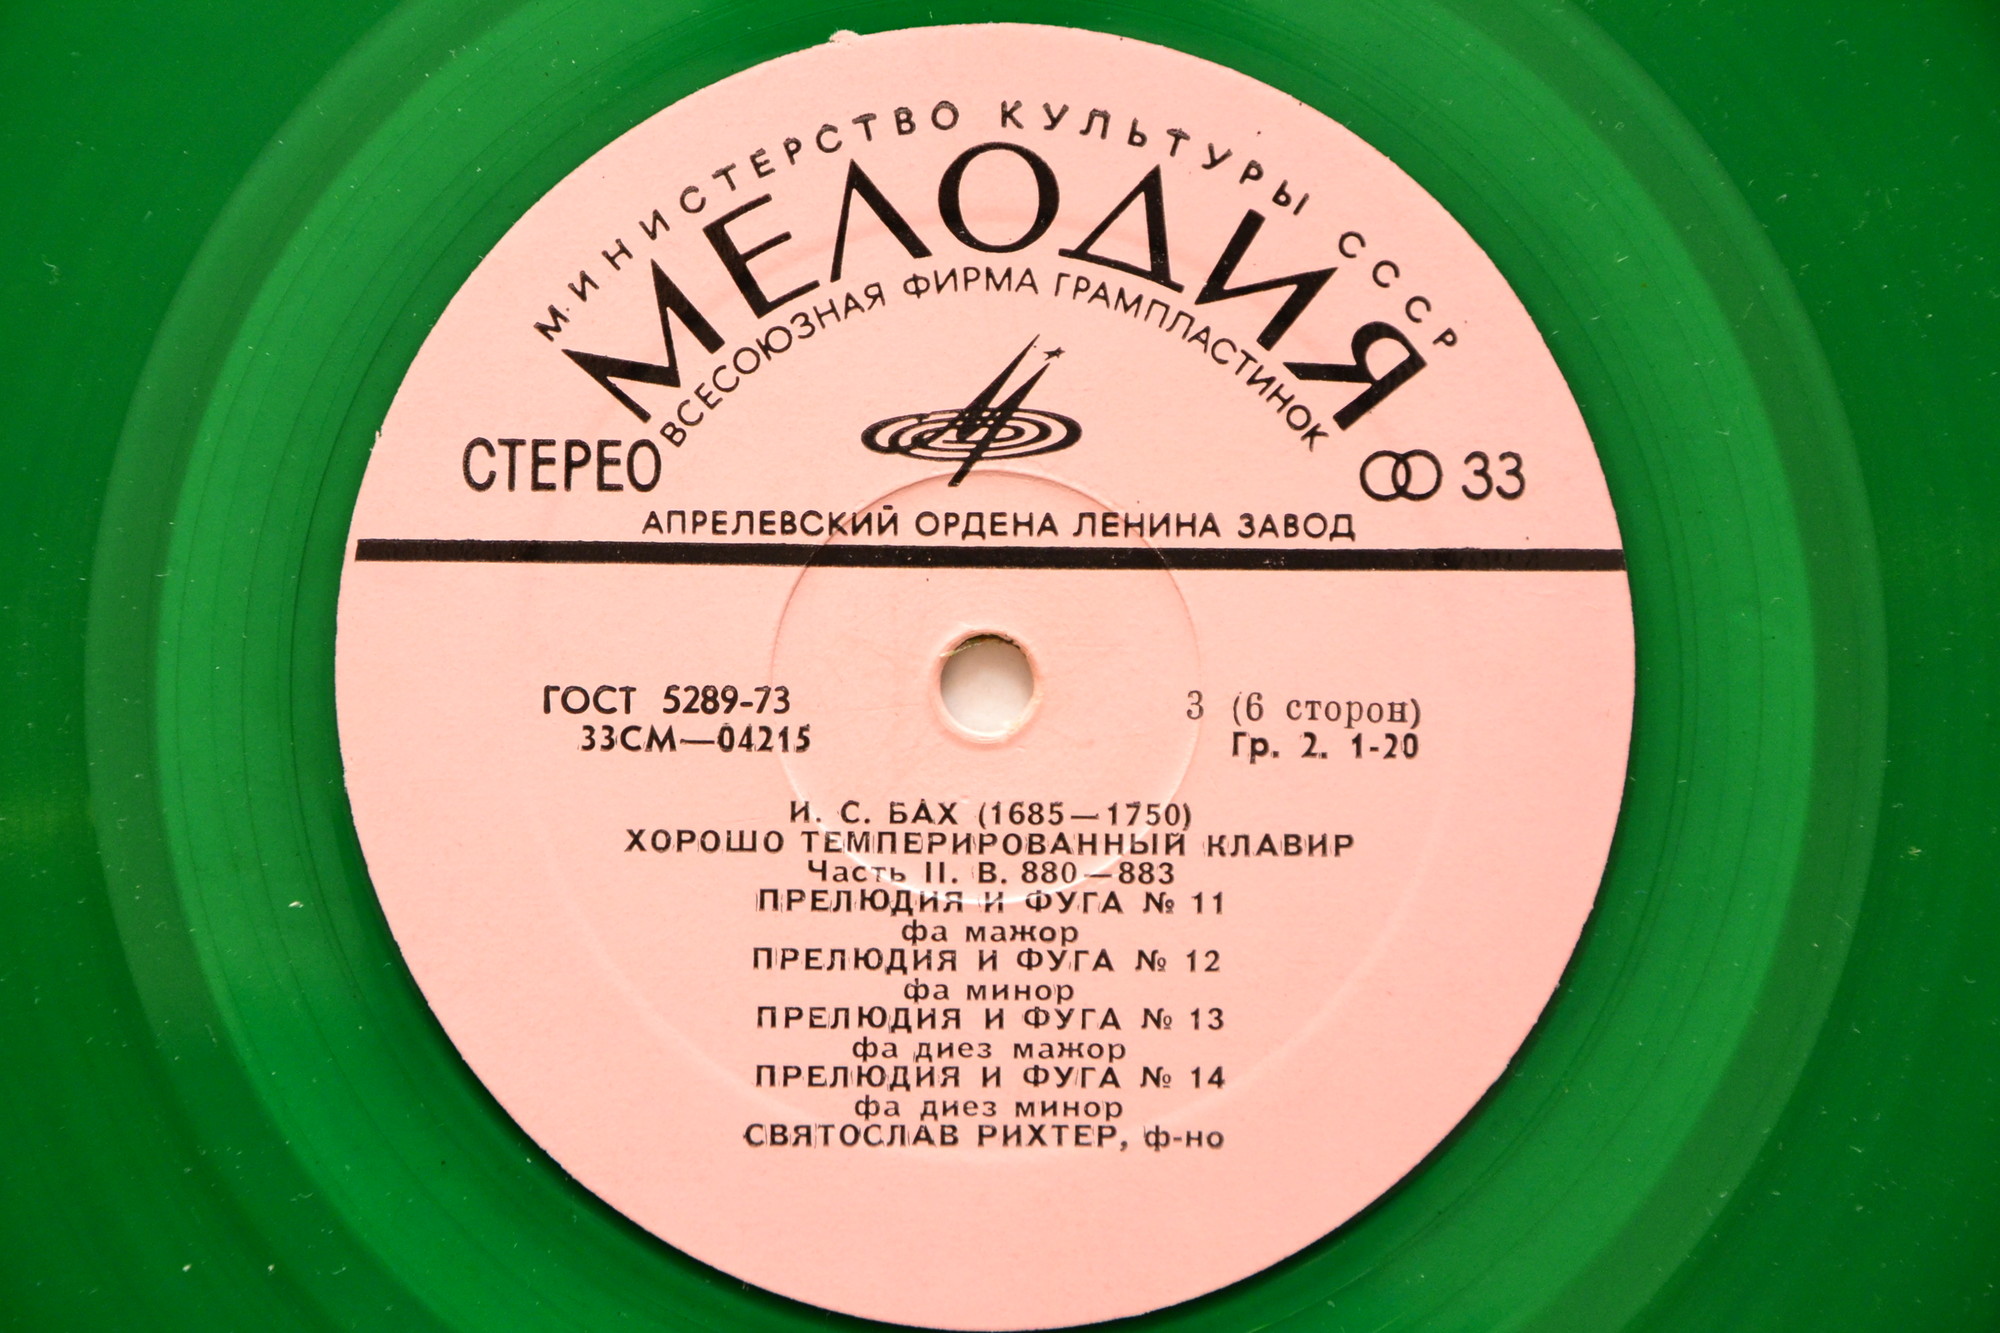 МИНИСТЕРСТВО КУЛЬТУРЫ СССР
МЕЛОДИЯ
ВСЕСОЮЗНАЯ ФИРМА ГРАМПЛАСТИНОК
СТЕРЕО
33
АПРЕЛЕВСКИЙ ОРДЕНА ЛЕНИНА ЗАВОД
ГОСТ 5289-73
3 (6 сторон)
33СМ—04215
Гр. 2. 1-20
И. С. БАХ (1685—1750)
ХОРОШО ТЕМПЕРИРОВАННЫЙ КЛАВИР
Часть II. В. 880—883
ПРЕЛЮДИЯ И ФУГА № 11
фа мажор
ПРЕЛЮДИЯ И ФУГА № 12
фа минор
ПРЕЛЮДИЯ И ФУГА № 13
фа диез мажор
ПРЕЛЮДИЯ И ФУГА № 14
фа диез минор
СВЯТОСЛАВ РИХТЕР, ф-но